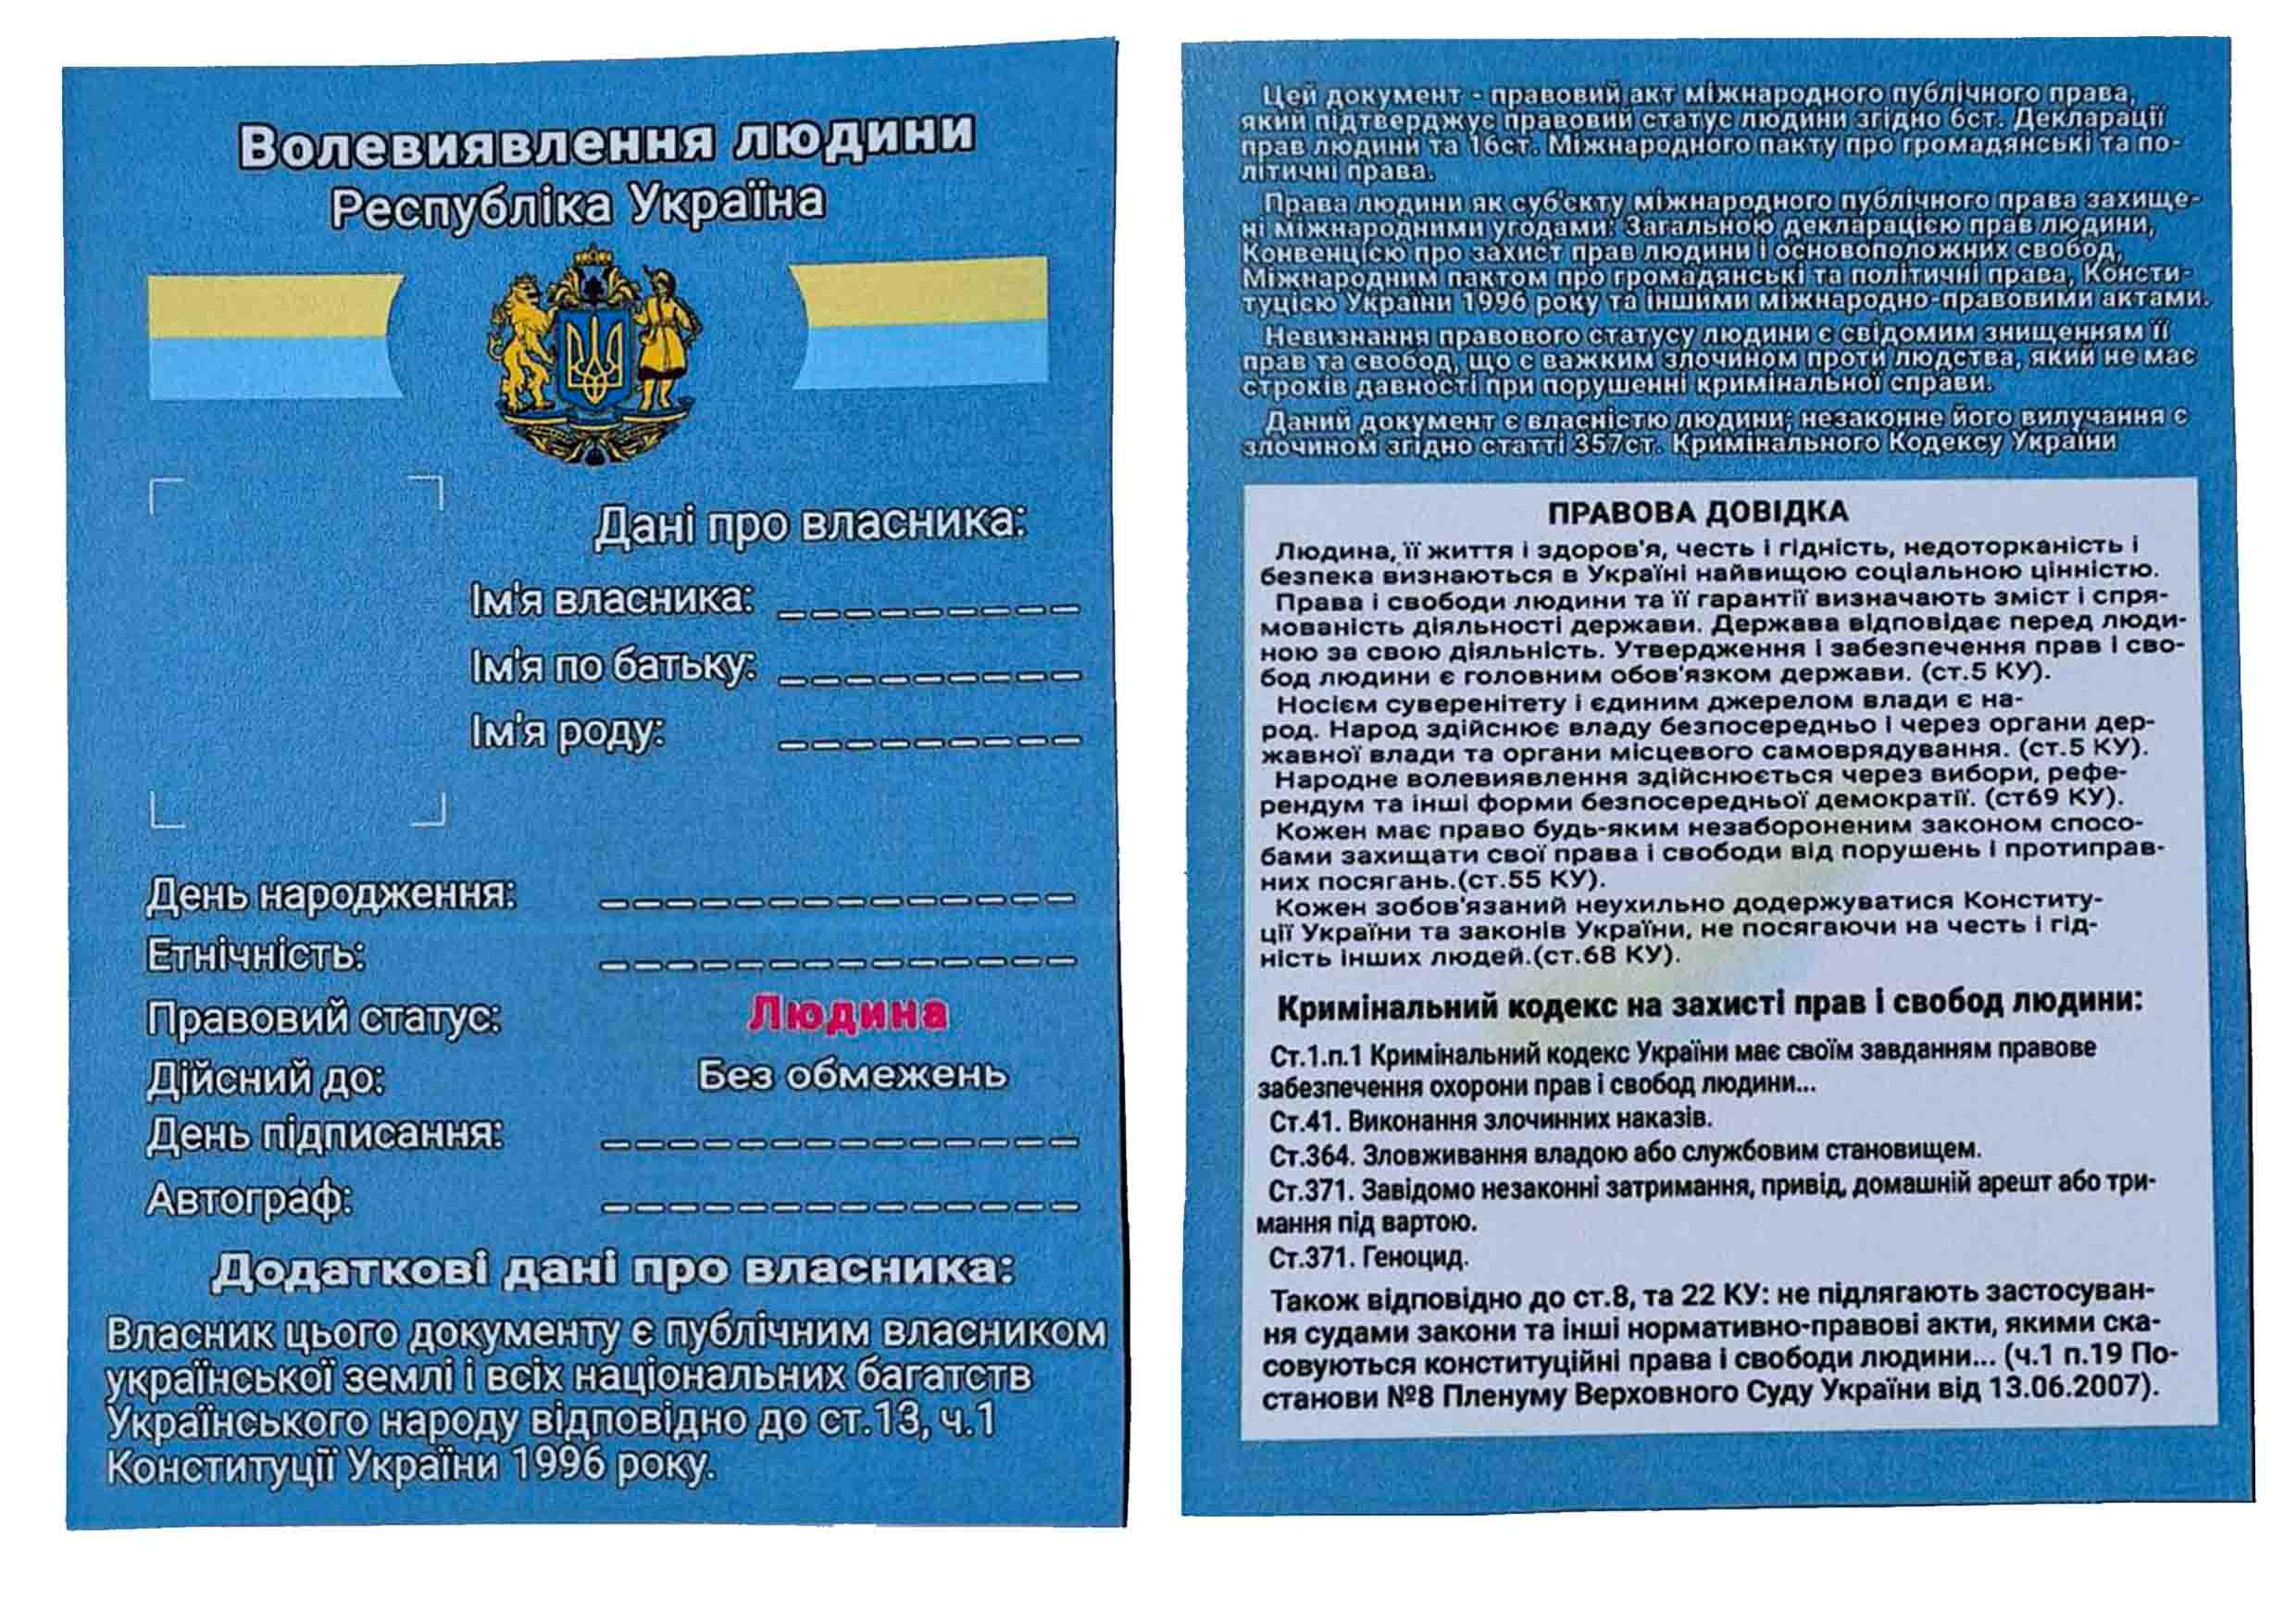 Волевиявлення людини
Республіка Україна
Дані про власника:
Ім'я власника: _ _ _ _ _ _ _ _ _
Ім'я по батьку: _ _ _ _ _ _ _ _ _
Ім'я роду: _ _ _ _ _ _ _ _ _
День народження: _ _ _ _ _ _ _ _ _ _ _ _ _ _
Етнічність: _ _ _ _ _ _ _ _ _ _ _ _ _ _
Правовий статус: Людина
Дійсний до: Без обмежень
День підписання: _ _ _ _ _ _ _ _ _ _ _ _ _ _
Автограф: _ _ _ _ _ _ _ _ _ _ _ _ _ _
Додаткові дані про власника:
Власник цього документу є публічним власником
української землі і всіх національних багатств
Українського народу відповідно до ст.13, ч.1
Конституції України 1996 року.
Цей документ - правовий акт міжнародного публічного права,
який підтверджує правовий статус людини згідно 6ст. Декларації
прав людини та 16ст. Міжнародного пакту про громадянські та по-
літичні права.
Права людини як суб'єкту міжнародного публічного права захище-
ні міжнародними угодами: Загальною декларацією прав людини,
Конвенцією про захист прав людини і основоположних свобод,
Міжнародним пактом про громадянські та політичні права, Консти-
туцією України 1996 року та іншими міжнародно-правовими актами.
Невизнання правового статусу людини є свідомим знищенням її
прав та свобод, що є важким злочином проти людства, який не має
строків давності при порушенні кримінальної справи.
Даний документ є власністю людини; незаконне його вилучання є
злочином згідно статті 357ст. Кримінального Кодексу України
ПРАВОВА ДОВІДКА
Людина, її життя і здоров'я, честь і гідність, недоторканість і
безпека визнаються в Україні найвищою соціальною цінністю.
Права і свободи людини та її гарантії визначають зміст і спря-
мованість діяльності держави. Держава відповідає перед люди-
ною за свою діяльність. Утвердження і забезпечення прав і сво-
бод людини є головним обов'язком держави. (ст.5 КУ).
Носієм суверенітету і єдиним джерелом влади є на-
род. Народ здійснює владу безпосередньо і через органи дер-
жавної влади та органи місцевого самоврядування. (ст.5 КУ).
Народне волевиявлення здійснюється через вибори, рефе-
рендум та інші форми безпосередньої демократії. (ст69 КУ).
Кожен має право будь-яким незабороненим законом спосо-
бами захищати свої права і свободи від порушень і протиправ-
них посягань.(ст.55 КУ).
Кожен зобов'язаний неухильно додержуватися Конститу-
ції України та законів України, не посягаючи на честь і гід-
ність інших людей.(ст.68 КУ).
Кримінальний кодекс на захисті прав і свобод людини:
Ст.1.п.1 Кримінальний кодекс України має своїм завданням правове
забезпечення охорони прав і свобод людини...
Ст.41. Виконання злочинних наказів.
Ст.364. Зловживання владою або службовим становищем.
Ст.371. Завідомо незаконні затримання, привід, домашній арешт або три-
мання під вартою.
Ст.371. Геноцид.
Також відповідно до ст.8, та 22 КУ: не підлягають застосуван-
ня судами закони та інші нормативно-правові акти, якими ска-
совуються конституційні права і свободи людини... (ч.1 п.19 По-
станови №8 Пленуму Верховного Суду України від 13.06.2007).